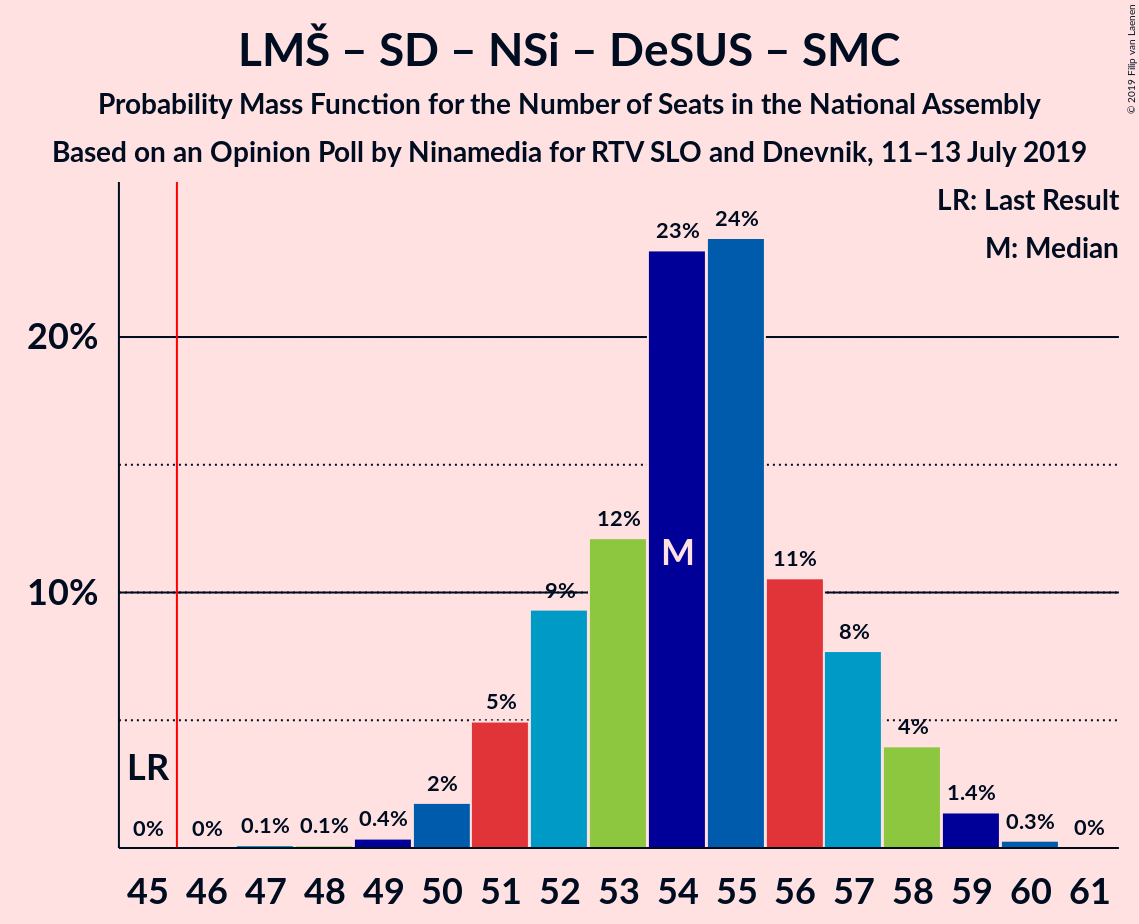 LMŠ – SD – NSi – DeSUS – SMC
Probability Mass Function for the Number of Seats in the National Assembly
Based on an Opinion Poll by Ninamedia for RTV SLO and Dnevnik, 11–13 July 2019
© 2019 Filip van Laenen
LR: Last Result
M: Median
20%
10%
LR
M
0%
0%
0.1%
0.1%
0.4%
2%
5%
9%
12%
23%
24%
11%
8%
4%
1.4%
0.3%
0%
45 46 47 48 49 50 51 52 53 54 55 56 57 58 59 60 61